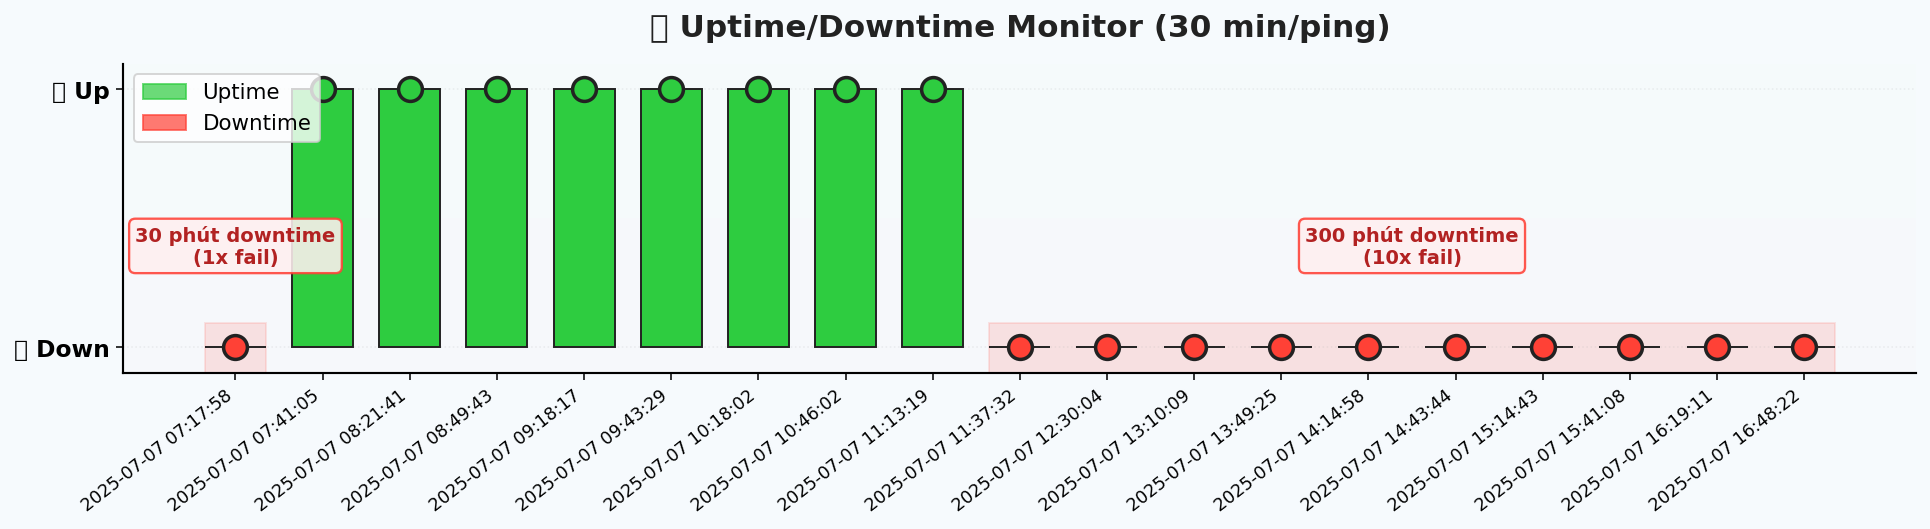 Uptime/Downtime Monitor (30 min/ping)
Up
Uptime
Downtime
30 phút downtime
(1x fail)
300 phút downtime
(10x fail)
Down
2025-07-07 07:17:58
2025-07-07 07:41:05
2025-07-07 08:21:41
2025-07-07 08:49:43
2025-07-07 09:18:17
2025-07-07 09:43:29
2025-07-07 10:18:02
2025-07-07 10:46:02
2025-07-07 11:13:19
2025-07-07 11:37:32
2025-07-07 12:30:04
2025-07-07 13:10:09
2025-07-07 13:49:25
2025-07-07 14:14:58
2025-07-07 14:43:44
2025-07-07 15:14:43
2025-07-07 15:41:08
2025-07-07 16:19:11
2025-07-07 16:48:22